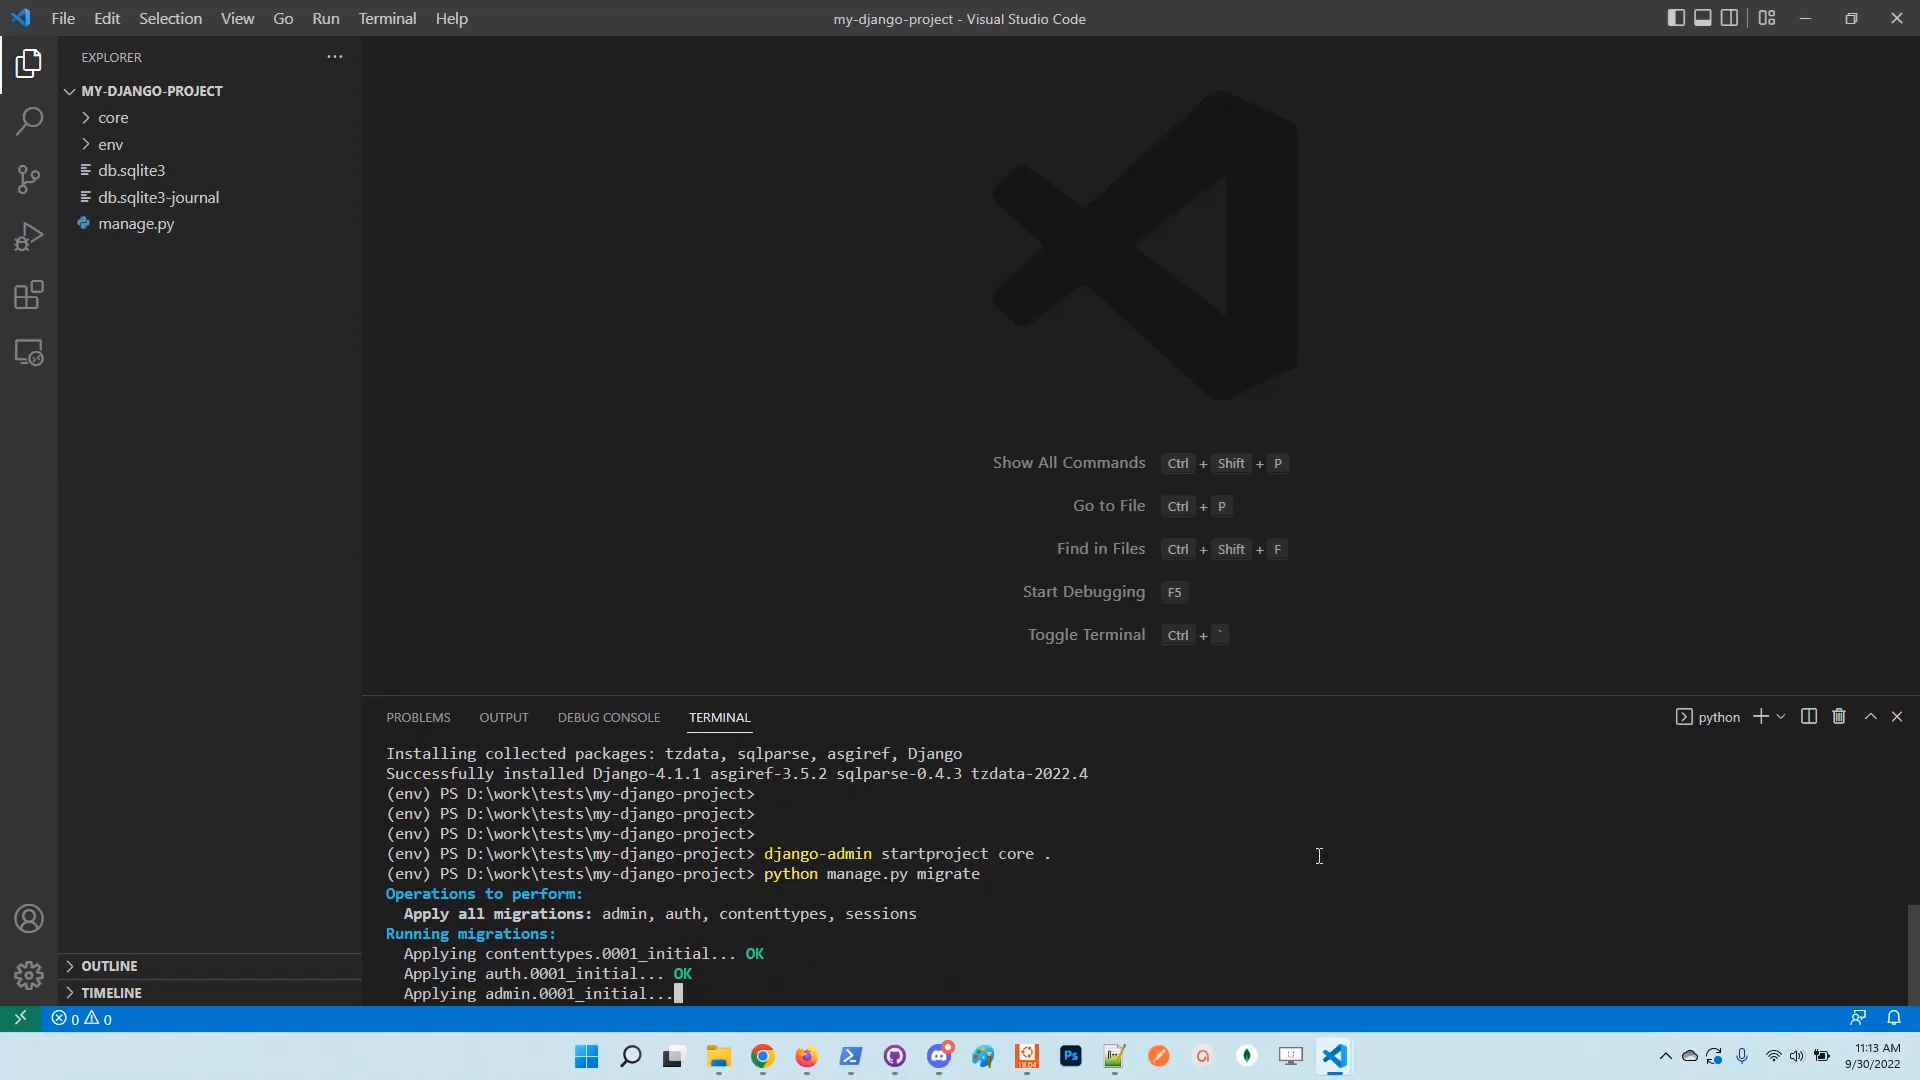 File Edit Selection View Go Run Terminal Help
my-django-project - Visual Studio Code
EXPLORER
MY-DJANGO-PROJECT
core
env
db.sqlite3
db.sqlite3-journal
manage.py
OUTLINE
TIMELINE
Show All Commands Ctrl + Shift + P
Go to File Ctrl + P
Find in Files Ctrl + Shift + F
Start Debugging F5
Toggle Terminal Ctrl + `
PROBLEMS OUTPUT DEBUG CONSOLE TERMINAL
python
Installing collected packages: tzdata, sqlparse, asgiref, Django
Successfully installed Django-4.1.1 asgiref-3.5.2 sqlparse-0.4.3 tzdata-2022.4
(env) PS D:\work\tests\my-django-project>
(env) PS D:\work\tests\my-django-project>
(env) PS D:\work\tests\my-django-project>
(env) PS D:\work\tests\my-django-project> django-admin startproject core .
(env) PS D:\work\tests\my-django-project> python manage.py migrate
Operations to perform:
Apply all migrations: admin, auth, contenttypes, sessions
Running migrations:
Applying contenttypes.0001_initial... OK
Applying auth.0001_initial... OK
Applying admin.0001_initial...
0 0
Ps
18.04
11:13 AM
9/30/2022